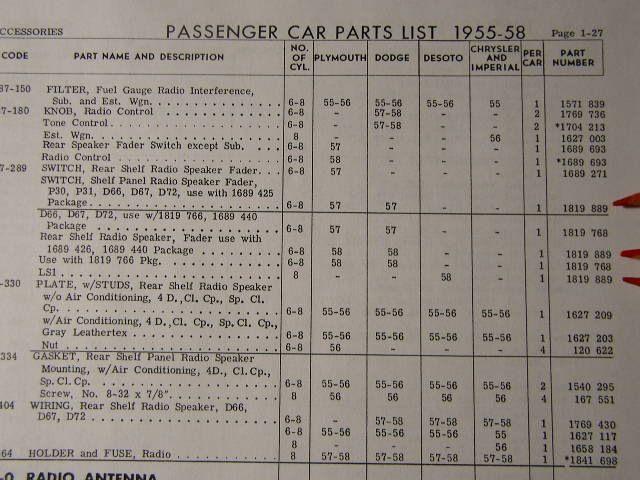 CCESSORIES PASSENGER CAR PARTS LIST 1955-58 Page 1-27
CODE PART NAME AND DESCRIPTION NO. OF CYL. PLYMOUTH DODGE DESOTO CHRYSLER AND IMPERIAL PER CAR PART NUMBER
87-150 FILTER, Fuel Gauge Radio Interference,
Sub. and Est. Wgn. . . . . . . . . . . . . . . 6-8 55-56 55-56 55-56 55 1 1571 839
7-180 KNOB, Radio Control . . . . . . . . . . . . . 6-8 - 57-58 - - 2 1769 736
Tone Control . . . . . . . . . . . . . . . . . 6-8 - 57-58 - - 2 *1704 213
Est. Wgn. . . . . . . . . . . . . . . . . . . 8 - - - 56 1 1627 003
Rear Speaker Fader Switch except Sub. . . . . 6-8 57 - - - 1 1689 693
Radio Control . . . . . . . . . . . . . . . . 6-8 58 - - - 1 *1689 693
7-289 SWITCH, Rear Shelf Radio Speaker Fader. . . . 6-8 57 - - - 1 1689 271
SWITCH, Shelf Panel Radio Speaker Fader,
P30, P31, D66, D67, D72, use with 1689 425
Package. . . . . . . . . . . . . . . . . . . . 6-8 57 57 - - 1 1819 889
D66, D67, D72, use w/1819 766, 1689 440
Package . . . . . . . . . . . . . . . . . . . 6-8 57 57 - - 1 1819 768
Rear Shelf Radio Speaker, Fader use with
1689 426, 1689 440 Package . . . . . . . . . . 6-8 58 58 - - 1 1819 889
Use with 1819 766 Pkg. . . . . . . . . . . . . 6-8 58 58 - - 1 1819 768
LS1 . . . . . . . . . . . . . . . . . . . . . 8 - - 58 - 1 1819 889
-330 PLATE, w/STUDS, Rear Shelf Radio Speaker
w/o Air Conditioning, 4 D., Cl. Cp., Sp. Cl.
Cp. . . . . . . . . . . . . . . . . . . . . . 6-8 55-56 55-56 55-56 55-56 1 1627 209
w/Air Conditioning, 4 D., Cl. Cp., Sp. Cl. Cp.,
Gray Leathertex . . . . . . . . . . . . . . . 6-8 55-56 55-56 55-56 55-56 1 1627 203
Nut . . . . . . . . . . . . . . . . . . . . . 6-8 56 - - - 4 120 622
334 GASKET, Rear Shelf Panel Radio Speaker
Mounting, w/Air Conditioning, 4D., Cl. Cp.,
Sp. Cl. Cp. . . . . . . . . . . . . . . . . . 6-8 55-56 55-56 55-56 55-56 2 1540 295
Screw, No. 8-32 x 7/8". . . . . . . . . . . . 8 56 56 56 56 4 167 551
404 WIRING, Rear Shelf Radio Speaker, D66,
D67, D72 . . . . . . . . . . . . . . . . . . . 6-8 - 57-58 57-58 57-58 1 1769 430
6-8 55-56 55-56 55-56 55 1 1627 117
8 - - - 56 1 1658 184
64 HOLDER and FUSE, Radio . . . . . . . . . . . . 8 57-58 57-58 57-58 57-58 1 *1841 698
-0 RADIO ANTENNA